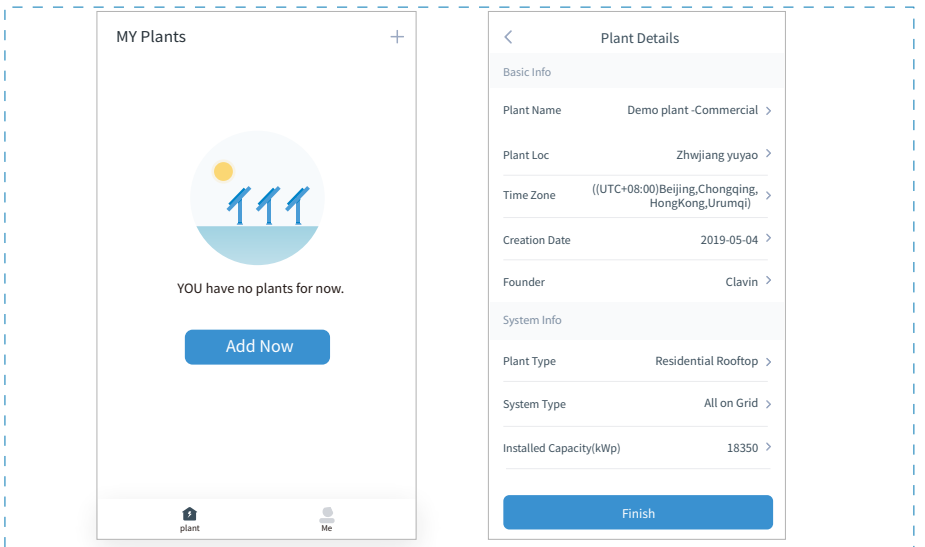 MY Plants
YOU have no plants for now.
Add Now
plant
Me
Plant Details
Basic Info
Plant Name
Demo plant -Commercial
Plant Loc
Zhwjiang yuyao
Time Zone
((UTC+08:00)Beijing,Chongqing,
HongKong,Urumqi)
Creation Date
2019-05-04
Founder
Clavin
System Info
Plant Type
Residential Rooftop
System Type
All on Grid
Installed Capacity(kWp)
18350
Finish